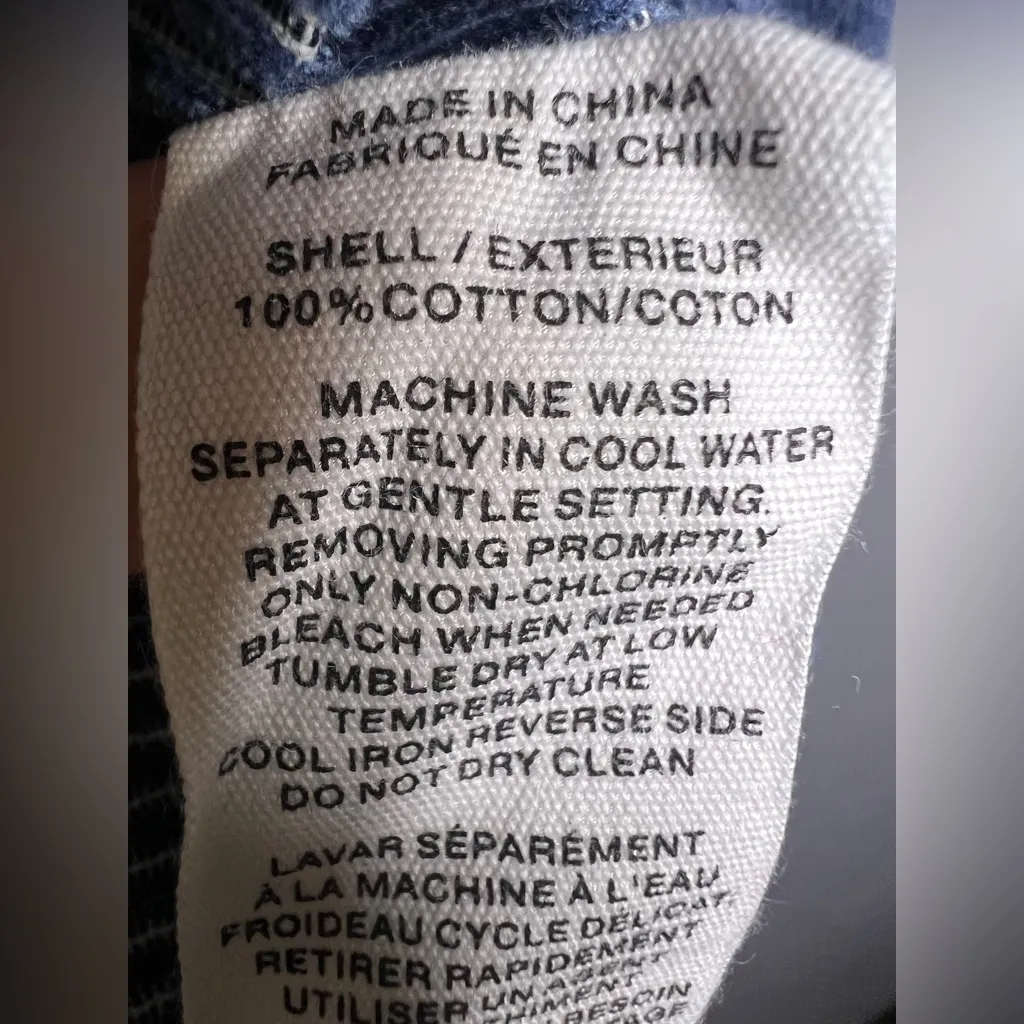 MADE IN CHINA
FABRIQUÉ EN CHINE
SHELL / EXTERIEUR
100% COTTON/COTON
MACHINE WASH
SEPARATELY IN COOL WATER
AT GENTLE SETTING.
REMOVING PROMPTLY
ONLY NON-CHLORINE
BLEACH WHEN NEEDED
TUMBLE DRY AT LOW
TEMPERATURE
COOL IRON REVERSE SIDE
DO NOT DRY CLEAN
LAVAR SÉPARÉMENT
À LA MACHINE À L'EAU
FROIDEAU CYCLE DÉLICAT
RETIRER RAPIDEMENT
UTILISER UN AGENT
BESOIN